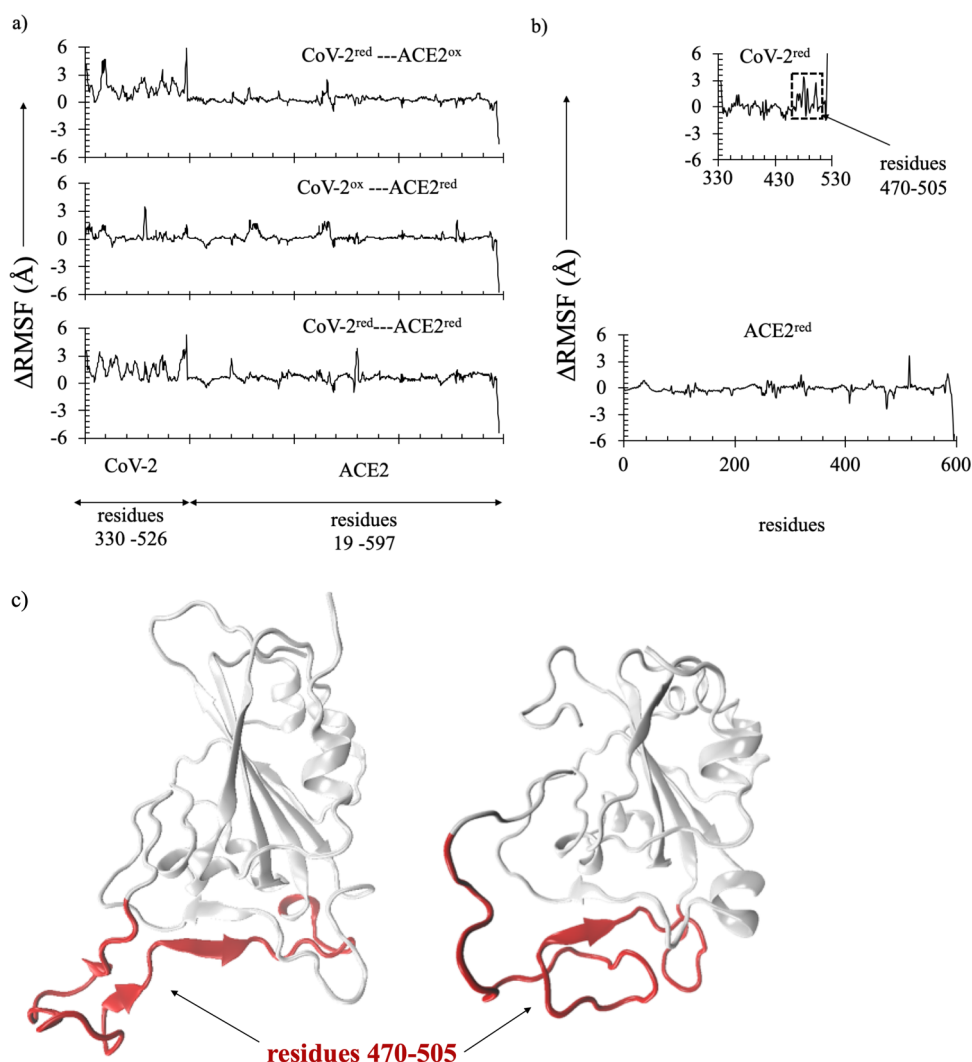 a)
6
3
0
-3
-6
CoV-2ʳᵉᵈ ---ACE2ᵒˣ
6
3
0
-3
-6
CoV-2ᵒˣ ---ACE2ʳᵉᵈ
6
3
0
-3
-6
CoV-2ʳᵉᵈ---ACE2ʳᵉᵈ
ΔRMSF (Å)
CoV-2
ACE2
residues
330 -526
residues
19 -597
b)
CoV-2ʳᵉᵈ
6
3
0
-3
-6
330
430
530
residues
470-505
ΔRMSF (Å)
ACE2ʳᵉᵈ
6
3
0
-3
-6
0
200
400
600
residues
c)
residues 470-505